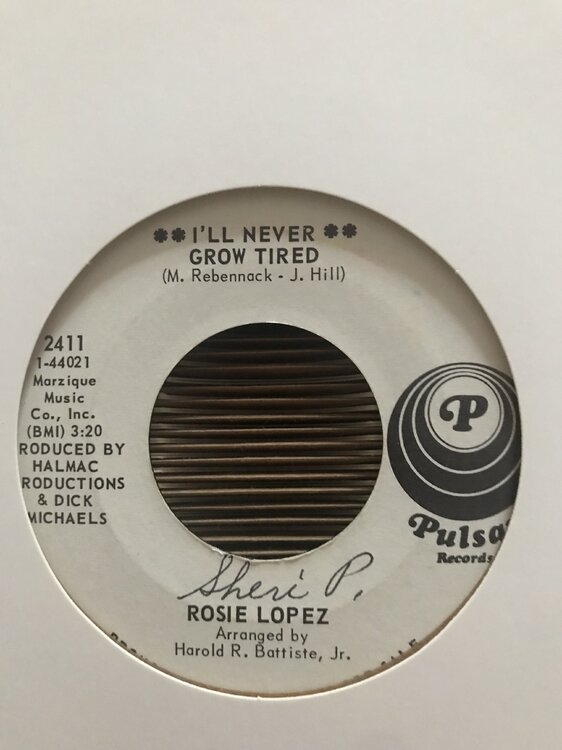 ** I'LL NEVER **
GROW TIRED
(M. Rebennack - J. Hill)
2411
1-44021
Marzique
Music
Co., Inc.
(BMI) 3:20
RODUCED BY
HALMAC
RODUCTIONS
& DICK
MICHAELS
P
Pulsa
Records
Sheri P.
ROSIE LOPEZ
Arranged by
Harold R. Battiste, Jr.